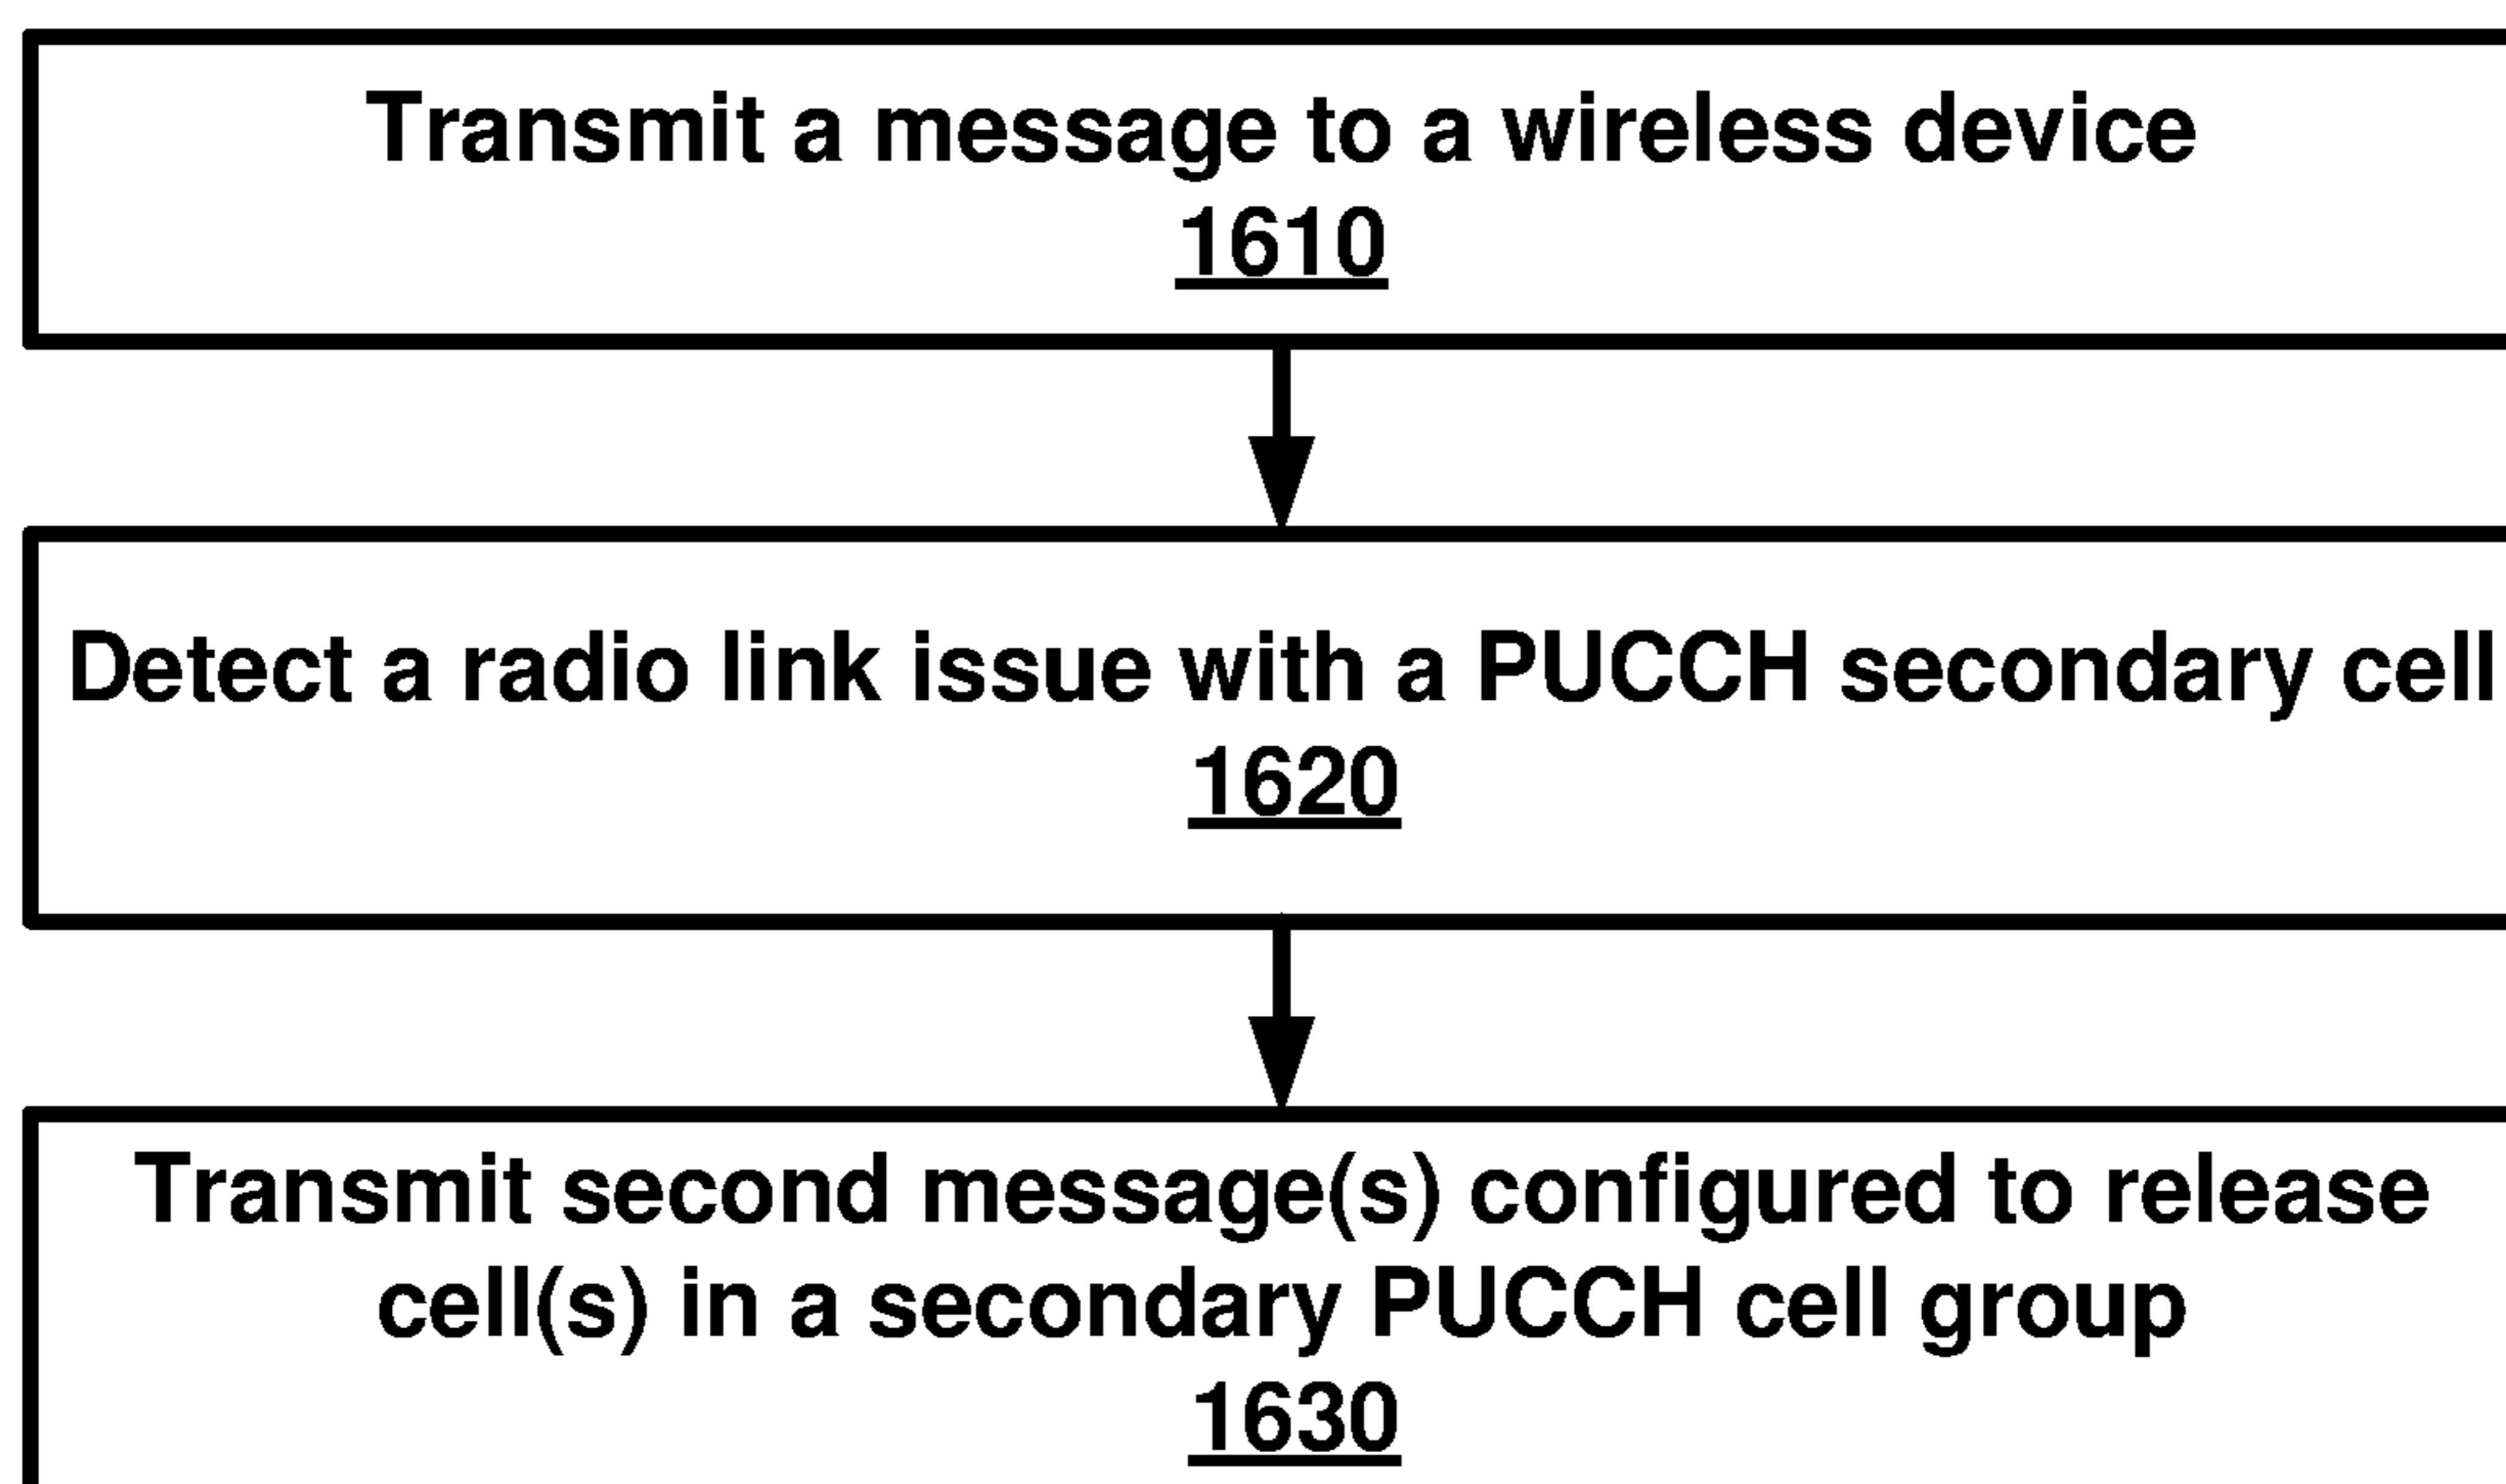 Transmit a message to a wireless device
1610
Detect a radio link issue with a PUCCH secondary cell
1620
Transmit second message(s) configured to release
cell(s) in a secondary PUCCH cell group
1630